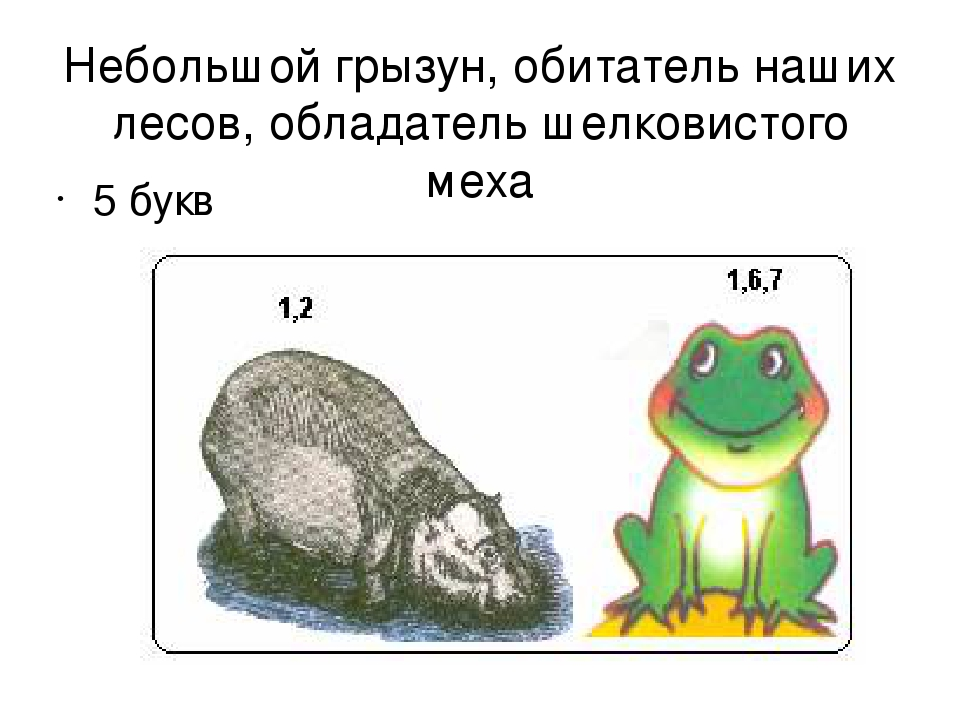 Небольшой грызун, обитатель наших
лесов, обладатель шелковистого
меха
· 5 букв
1,2
1,6,7